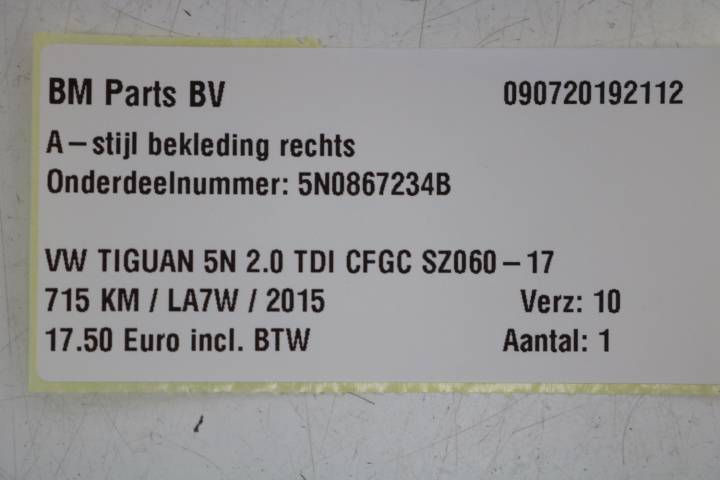 BM Parts BV 090720192112
A-stijl bekleding rechts
Onderdeelnummer: 5N0867234B
VW TIGUAN 5N 2.0 TDI CFGC SZ060-17
715 KM / LA7W / 2015 Verz: 10
17.50 Euro incl. BTW Aantal: 1